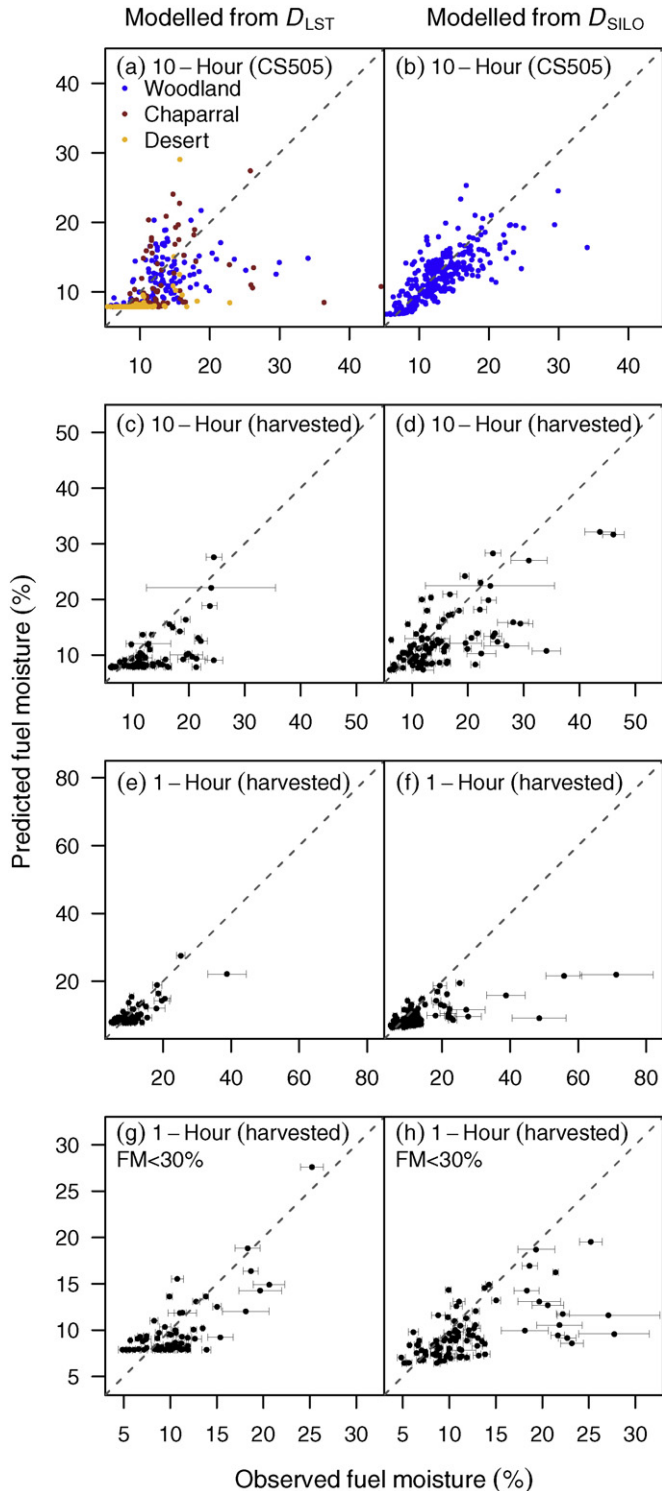 Modelled from D_LST Modelled from D_SILO
(a) 10−Hour (CS505)
Woodland
Chaparral
Desert
(b) 10−Hour (CS505)
40
30
20
10
10 20 30 40 10 20 30 40
(c) 10−Hour (harvested)
(d) 10−Hour (harvested)
50
40
30
20
10
10 20 30 40 50 10 20 30 40 50
(e) 1−Hour (harvested)
(f) 1−Hour (harvested)
80
60
40
20
20 40 60 80 20 40 60 80
(g) 1−Hour (harvested)
FM<30%
(h) 1−Hour (harvested)
FM<30%
30
25
20
15
10
5
5 10 15 20 25 30 5 10 15 20 25 30
Predicted fuel moisture (%)
Observed fuel moisture (%)